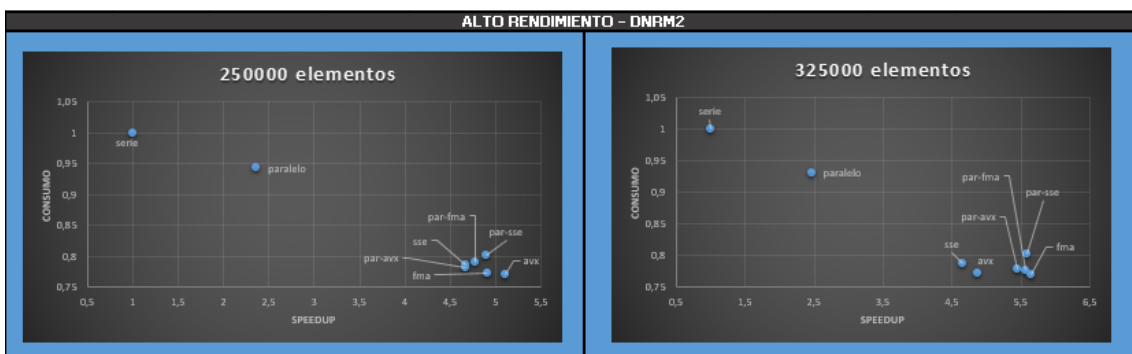 ALTO RENDIMIENTO - DNRM2
250000 elementos
1,05
1
0,95
0,9
0,85
0,8
0,75
CONSUMO
serie
paralelo
par-fma
sse
par-sse
par-avx
fma
avx
0,5
1
1,5
2
2,5
3
3,5
4
4,5
5
5,5
SPEEDUP
325000 elementos
1,05
1
0,95
0,9
0,85
0,8
0,75
CONSUMO
serie
paralelo
par-fma
par-sse
par-avx
sse
avx
fma
0,5
1,5
2,5
3,5
4,5
5,5
6,5
SPEEDUP